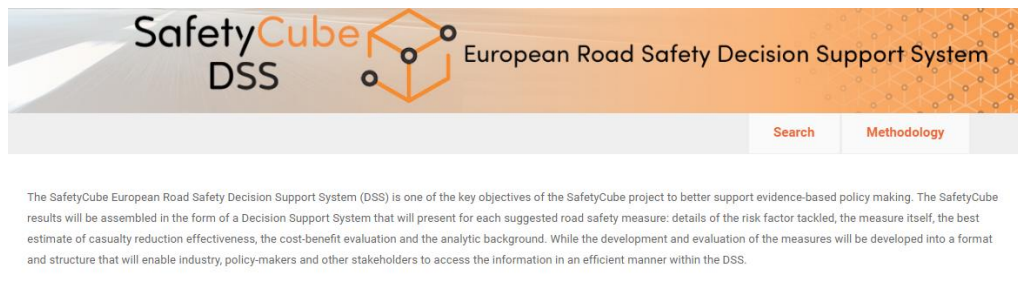 SafetyCube
DSS
European Road Safety Decision Support System
Search Methodology
The SafetyCube European Road Safety Decision Support System (DSS) is one of the key objectives of the SafetyCube project to better support evidence-based policy making. The SafetyCube
results will be assembled in the form of a Decision Support System that will present for each suggested road safety measure: details of the risk factor tackled, the measure itself, the best
estimate of casualty reduction effectiveness, the cost-benefit evaluation and the analytic background. While the development and evaluation of the measures will be developed into a format
and structure that will enable industry, policy-makers and other stakeholders to access the information in an efficient manner within the DSS.